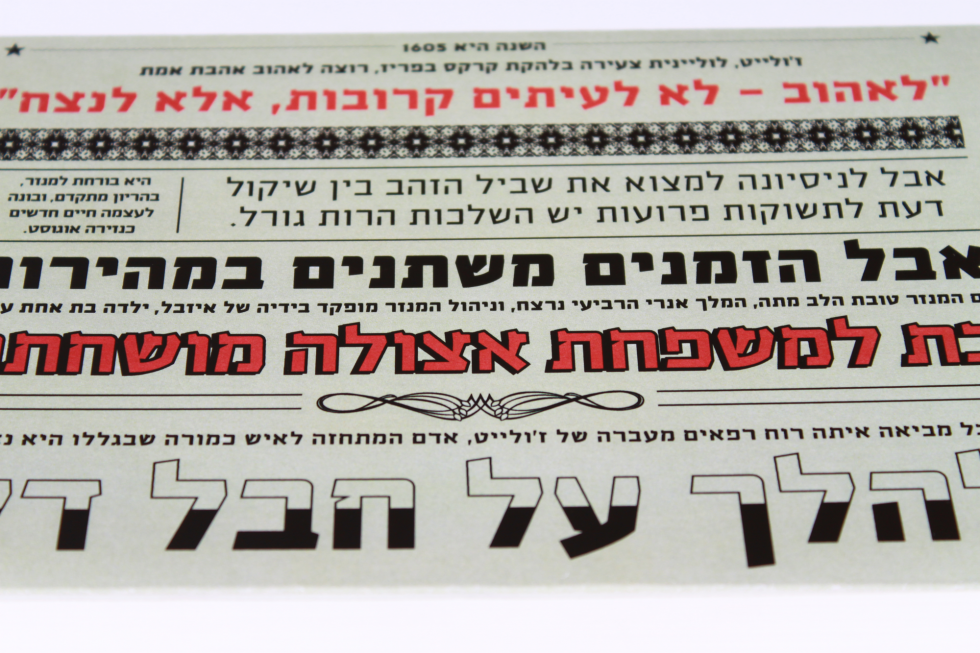 השנה היא 1605
ז'ולייט, לוליינית צעירה בלהקת קרקס בפריז, רוצה לאהוב אהבת אמת
"לאהוב – לא לעיתים קרובות, אלא לנצח"
אבל לניסיונה למצוא את שביל הזהב בין שיקול
דעת לתשוקות פרועות יש השלכות הרות גורל.
היא בורחת למנזר,
בהריון מתקדם, ובונה
לעצמה חיים חדשים
כנזירה אוגוסט.
אבל הזמנים משתנים במהירות
המנזר טובת הלב מתה, המלך אנרי הרביעי נרצח, וניהול המנזר מופקד בידיה של איזבל, ילדה בת אחת
למשפחת אצולה מושחתת
מביאה איתה רוח רפאים מעברה של ז'ולייט, אדם המתחזה לאיש כמורה שבגללו היא
להלך על חבל